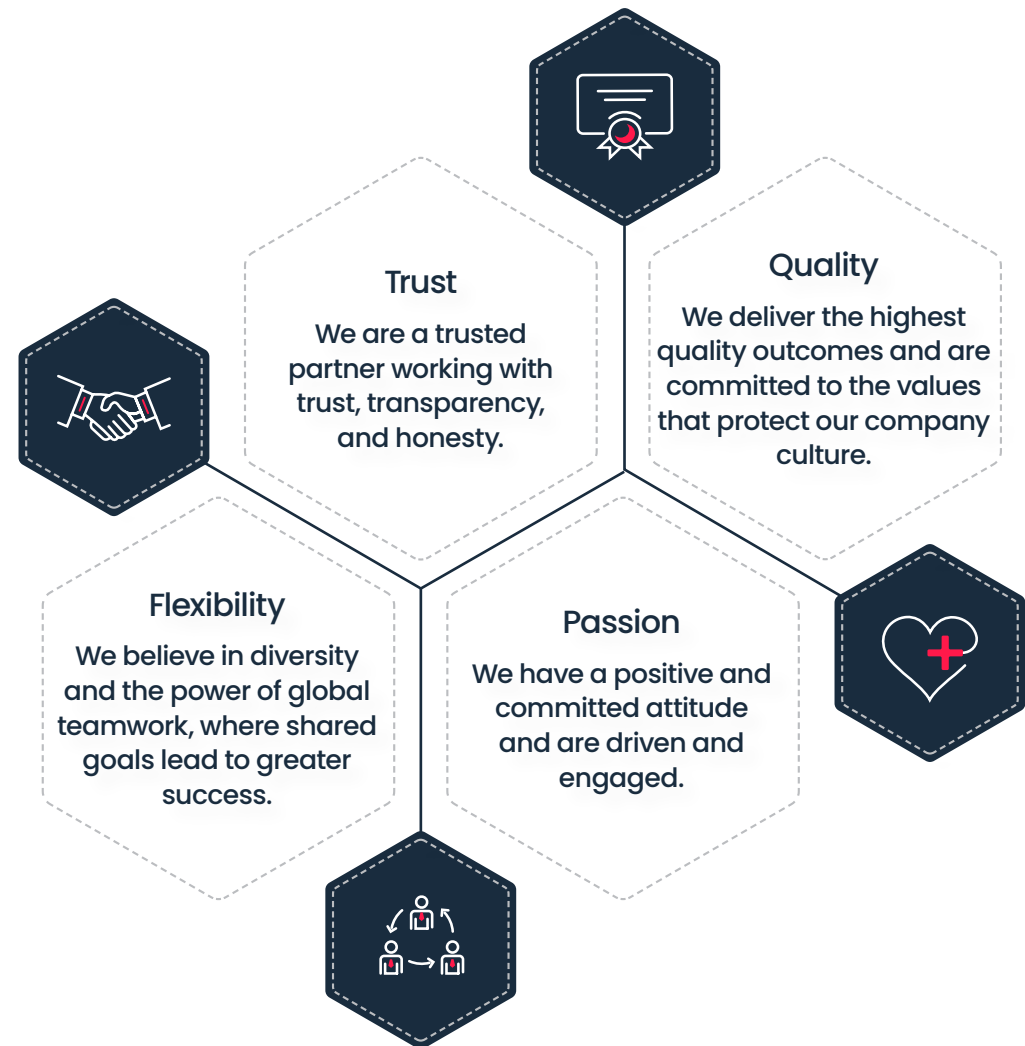 Trust
We are a trusted
partner working with
trust, transparency,
and honesty.
Quality
We deliver the highest
quality outcomes and are
committed to the values
that protect our company
culture.
Flexibility
We believe in diversity
and the power of global
teamwork, where shared
goals lead to greater
success.
Passion
We have a positive and
committed attitude
and are driven and
engaged.